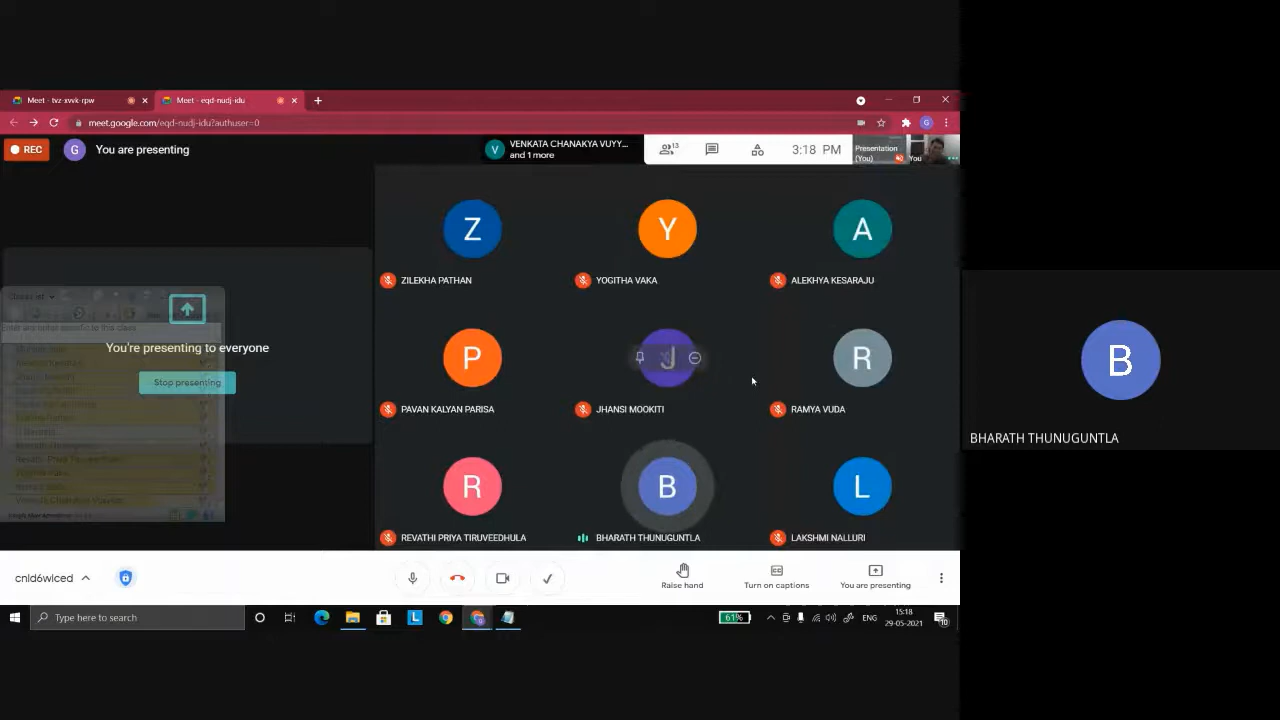 Meet - tvz-xvvk-rpw
Meet - eqd-nudj-idu
meet.google.com/eqd-nudj-idu?authuser=0
REC
G
You are presenting
V
VENKATA CHANAKYA VUYY...
and 1 more
13
3:18 PM
Presentation
(You)
You
G
Z
Y
A
ZILEKHA PATHAN
YOGITHA VAKA
ALEKHYA KESARAJU
You're presenting to everyone
Stop presenting
P
J
R
PAVAN KALYAN PARISA
JHANSI MOOKITI
RAMYA VUDA
R
B
L
REVATHI PRIYA TIRUVEEDHULA
BHARATH THUNUGUNTLA
LAKSHMI NALLURI
B
BHARATH THUNUGUNTLA
cnld6wiced
Raise hand
Turn on captions
You are presenting
Type here to search
L
61%
ENG
15:18
29-05-2021
10